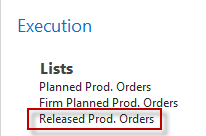 Execution
Lists
Planned Prod. Orders
Firm Planned Prod. Orders
Released Prod. Orders